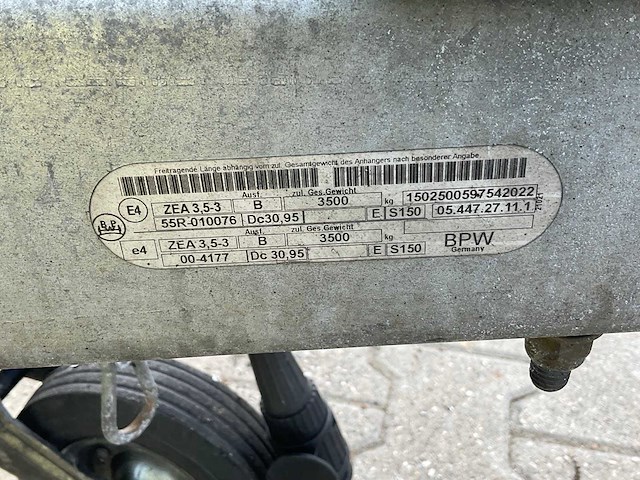 Freitragende Länge abhängig vom zul. Gesamtgewicht des Anhängers nach besonderer Angabe.
Ausf. zul. Ges.Gewicht
E4 ZEA 3,5-3 B 3500 kg 1502500597542022
55R-010076 Dc30,95 E S150 05.447.27.11.1 2102
Ausf. zul. Ges.Gewicht
e4 ZEA 3,5-3 B 3500 kg
00-4177 Dc 30,95 E S150 BPW
Germany